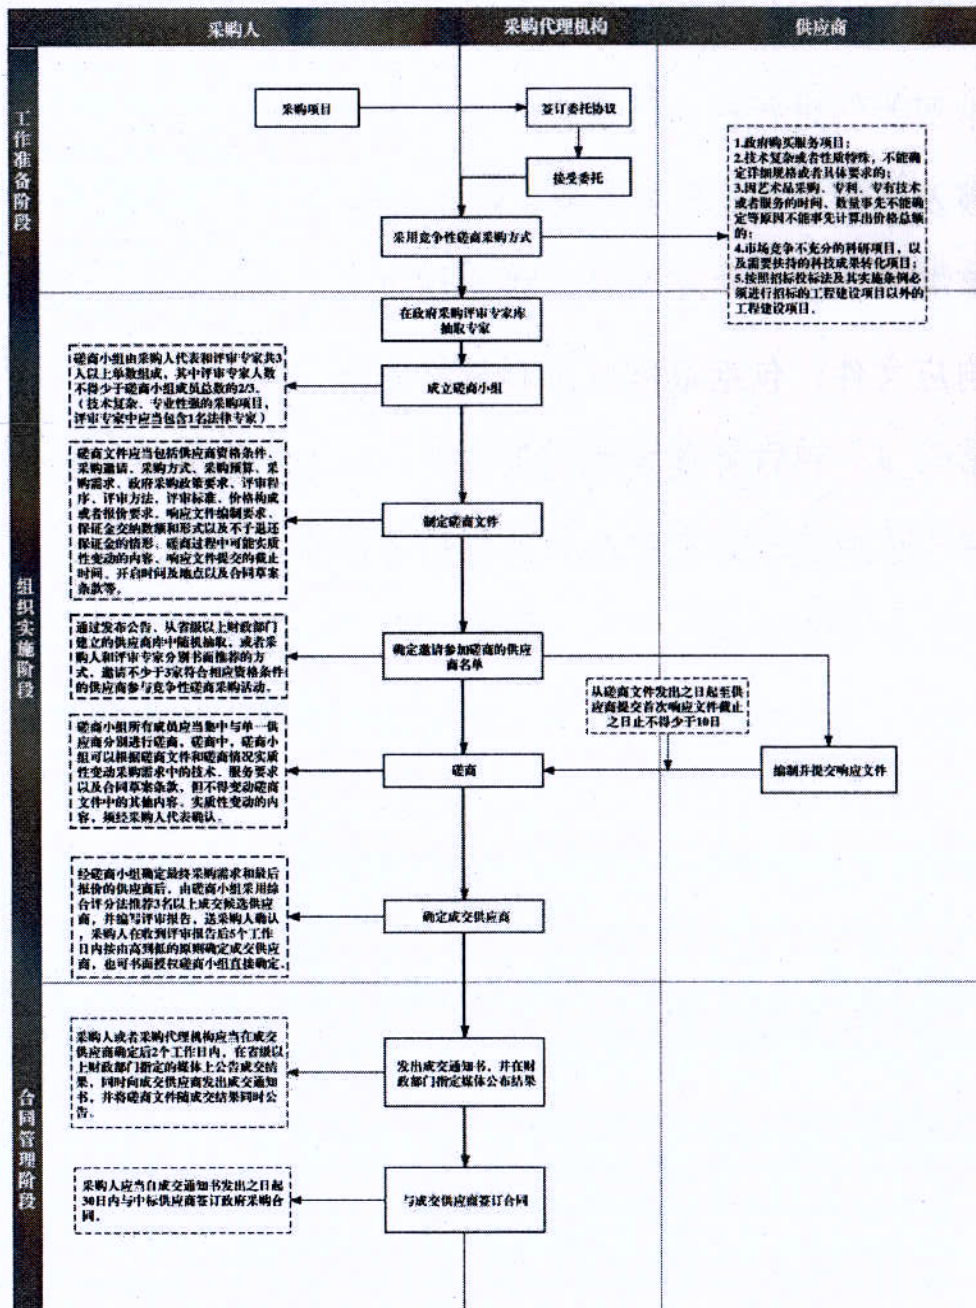 采购人
采购代理机构
供应商
工作准备阶段
采购项目
签订委托协议
接受委托
采用竞争性磋商采购方式
1.政府购买服务项目；
2.技术复杂或者性质特殊，不能确
定详细规格或者具体要求的；
3.因艺术品采购、专利、专有技术
或者服务的时间、数量事先不能确
定等原因不能事先计算出价格总额
的；
4.市场竞争不充分的科研项目，以
及需要扶持的科技成果转化项目；
5.按照招标投标法及其实施条例必
须进行招标的工程建设项目以外的
工程建设项目。
组织实施阶段
在政府采购评审专家库
抽取专家
磋商小组由采购人代表和评审专家共3
人以上单数组成，其中评审专家人数
不得少于磋商小组成员总数的2/3。
（技术复杂、专业性强的采购项目，
评审专家中应当包含1名法律专家）
成立磋商小组
磋商文件应当包括供应商资格条件、
采购邀请、采购方式、采购预算、采
购需求、政府采购政策要求、评审程
序、评审方法、评审标准、价格构成
或者报价要求、响应文件编制要求、
保证金交纳数额和形式以及不予退还
保证金的情形、磋商过程中可能实质
性变动的内容、响应文件提交的截止
时间、开启时间及地点以及合同草案
条款等。
制定磋商文件
通过发布公告、从省级以上财政部门
建立的供应商库中随机抽取，或者采
购人和评审专家分别书面推荐的方
式，邀请不少于3家符合相应资格条件
的供应商参与竞争性磋商采购活动。
确定邀请参加磋商的供应
商名单
从磋商文件发出之日起至供
应商提交首次响应文件截止
之日止不得少于10日
磋商小组所有成员应当集中与单一供
应商分别进行磋商，磋商中，磋商小
组可以根据磋商文件和磋商情况实质
性变动采购需求中的技术、服务要求
以及合同草案条款，但不得变动磋商
文件中的其他内容。实质性变动的内
容，须经采购人代表确认。
磋商
编制并提交响应文件
经磋商小组确定最终采购需求和最后
报价的供应商后，由磋商小组采用综
合评分法推荐3名以上成交候选供应
商，并编写评审报告，送采购人确认
，采购人在收到评审报告后5个工作
日内按由高到低的原则确定成交供应
商，也可书面授权磋商小组直接确定。
确定成交供应商
合同管理阶段
采购人或者采购代理机构应当在成交
供应商确定后2个工作日内，在省级以
上财政部门指定的媒体上公告成交结
果，同时向成交供应商发出成交通知
书，并将磋商文件随成交结果同时公
告。
发出成交通知书，并在财
政部门指定媒体公布结果
采购人应当自成交通知书发出之日起
30日内与中标供应商签订政府采购合
同。
与成交供应商签订合同